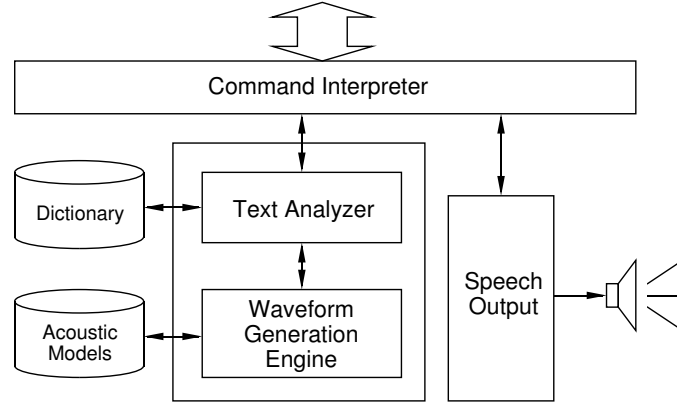 Command Interpreter
Dictionary
Text Analyzer
Acoustic
Models
Waveform
Generation
Engine
Speech
Output